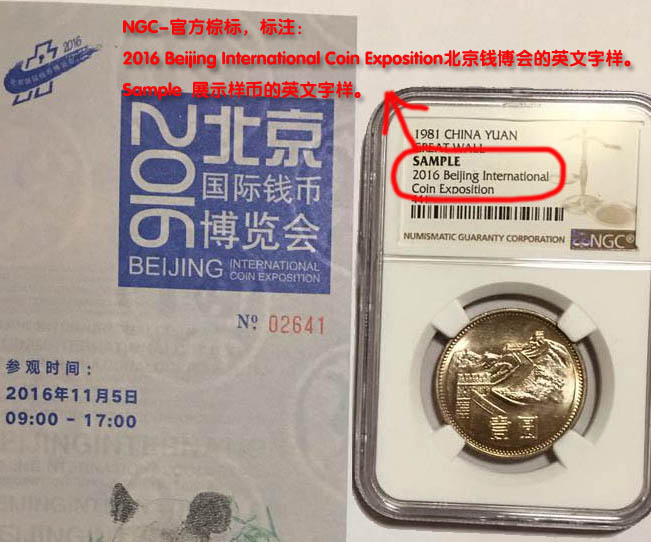 NGC-官方棕标，标注：
2016 Beijing International Coin Exposition北京钱博会的英文字样。
Sample 展示样币的英文字样。
2016
2016
北京
国际钱币
博览会
BEIJING INTERNATIONAL
COIN EXPOSITION
№ 02641
参观时间：
2016年11月5日
09:00 - 17:00
1981 CHINA YUAN
GREAT WALL
SAMPLE
2016 Beijing International
Coin Exposition
NUMISMATIC GUARANTY CORPORATION
NGC®
壹圆